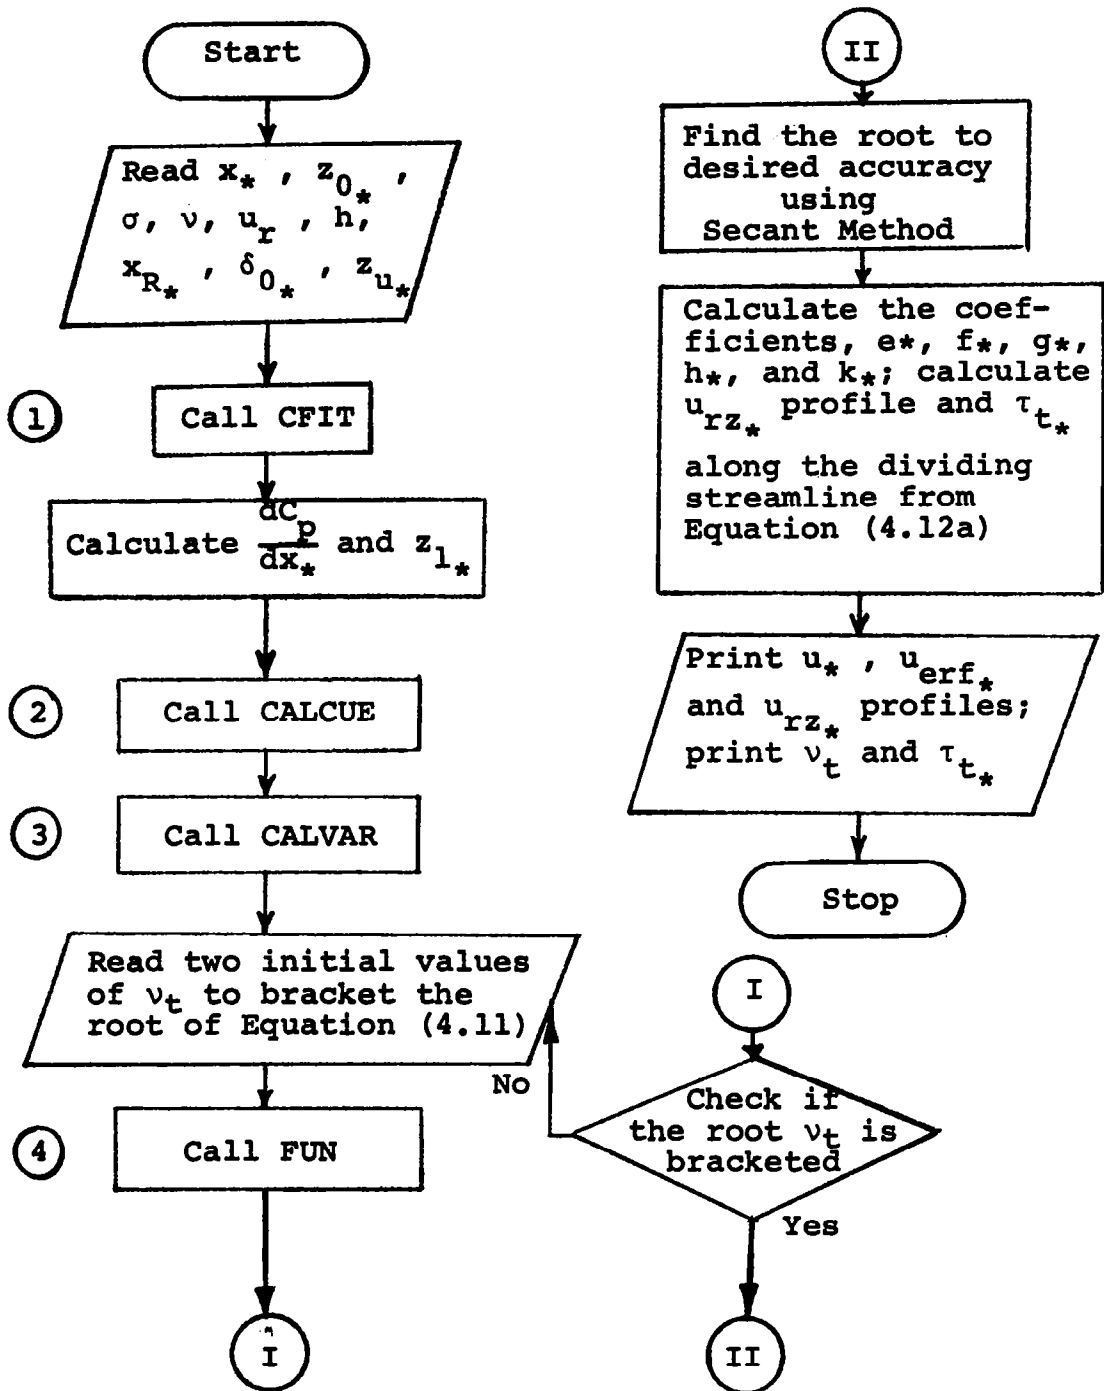 Start
Read x* , z0* ,
σ, ν, ur , h,
xR* , δ0* , zu*
1
Call CFIT
Calculate dCp/dx* and z1*
2
Call CALCUE
3
Call CALVAR
Read two initial values
of νt to bracket the
root of Equation (4.11)
No
4
Call FUN
I
I
Check if
the root νt is
bracketed
Yes
II
II
Find the root to
desired accuracy
using
Secant Method
Calculate the coef-
ficients, e*, f*, g*,
h*, and k*; calculate
urz* profile and τt*
along the dividing
streamline from
Equation (4.12a)
Print u* , uerf*
and urz* profiles;
print νt and τt*
Stop